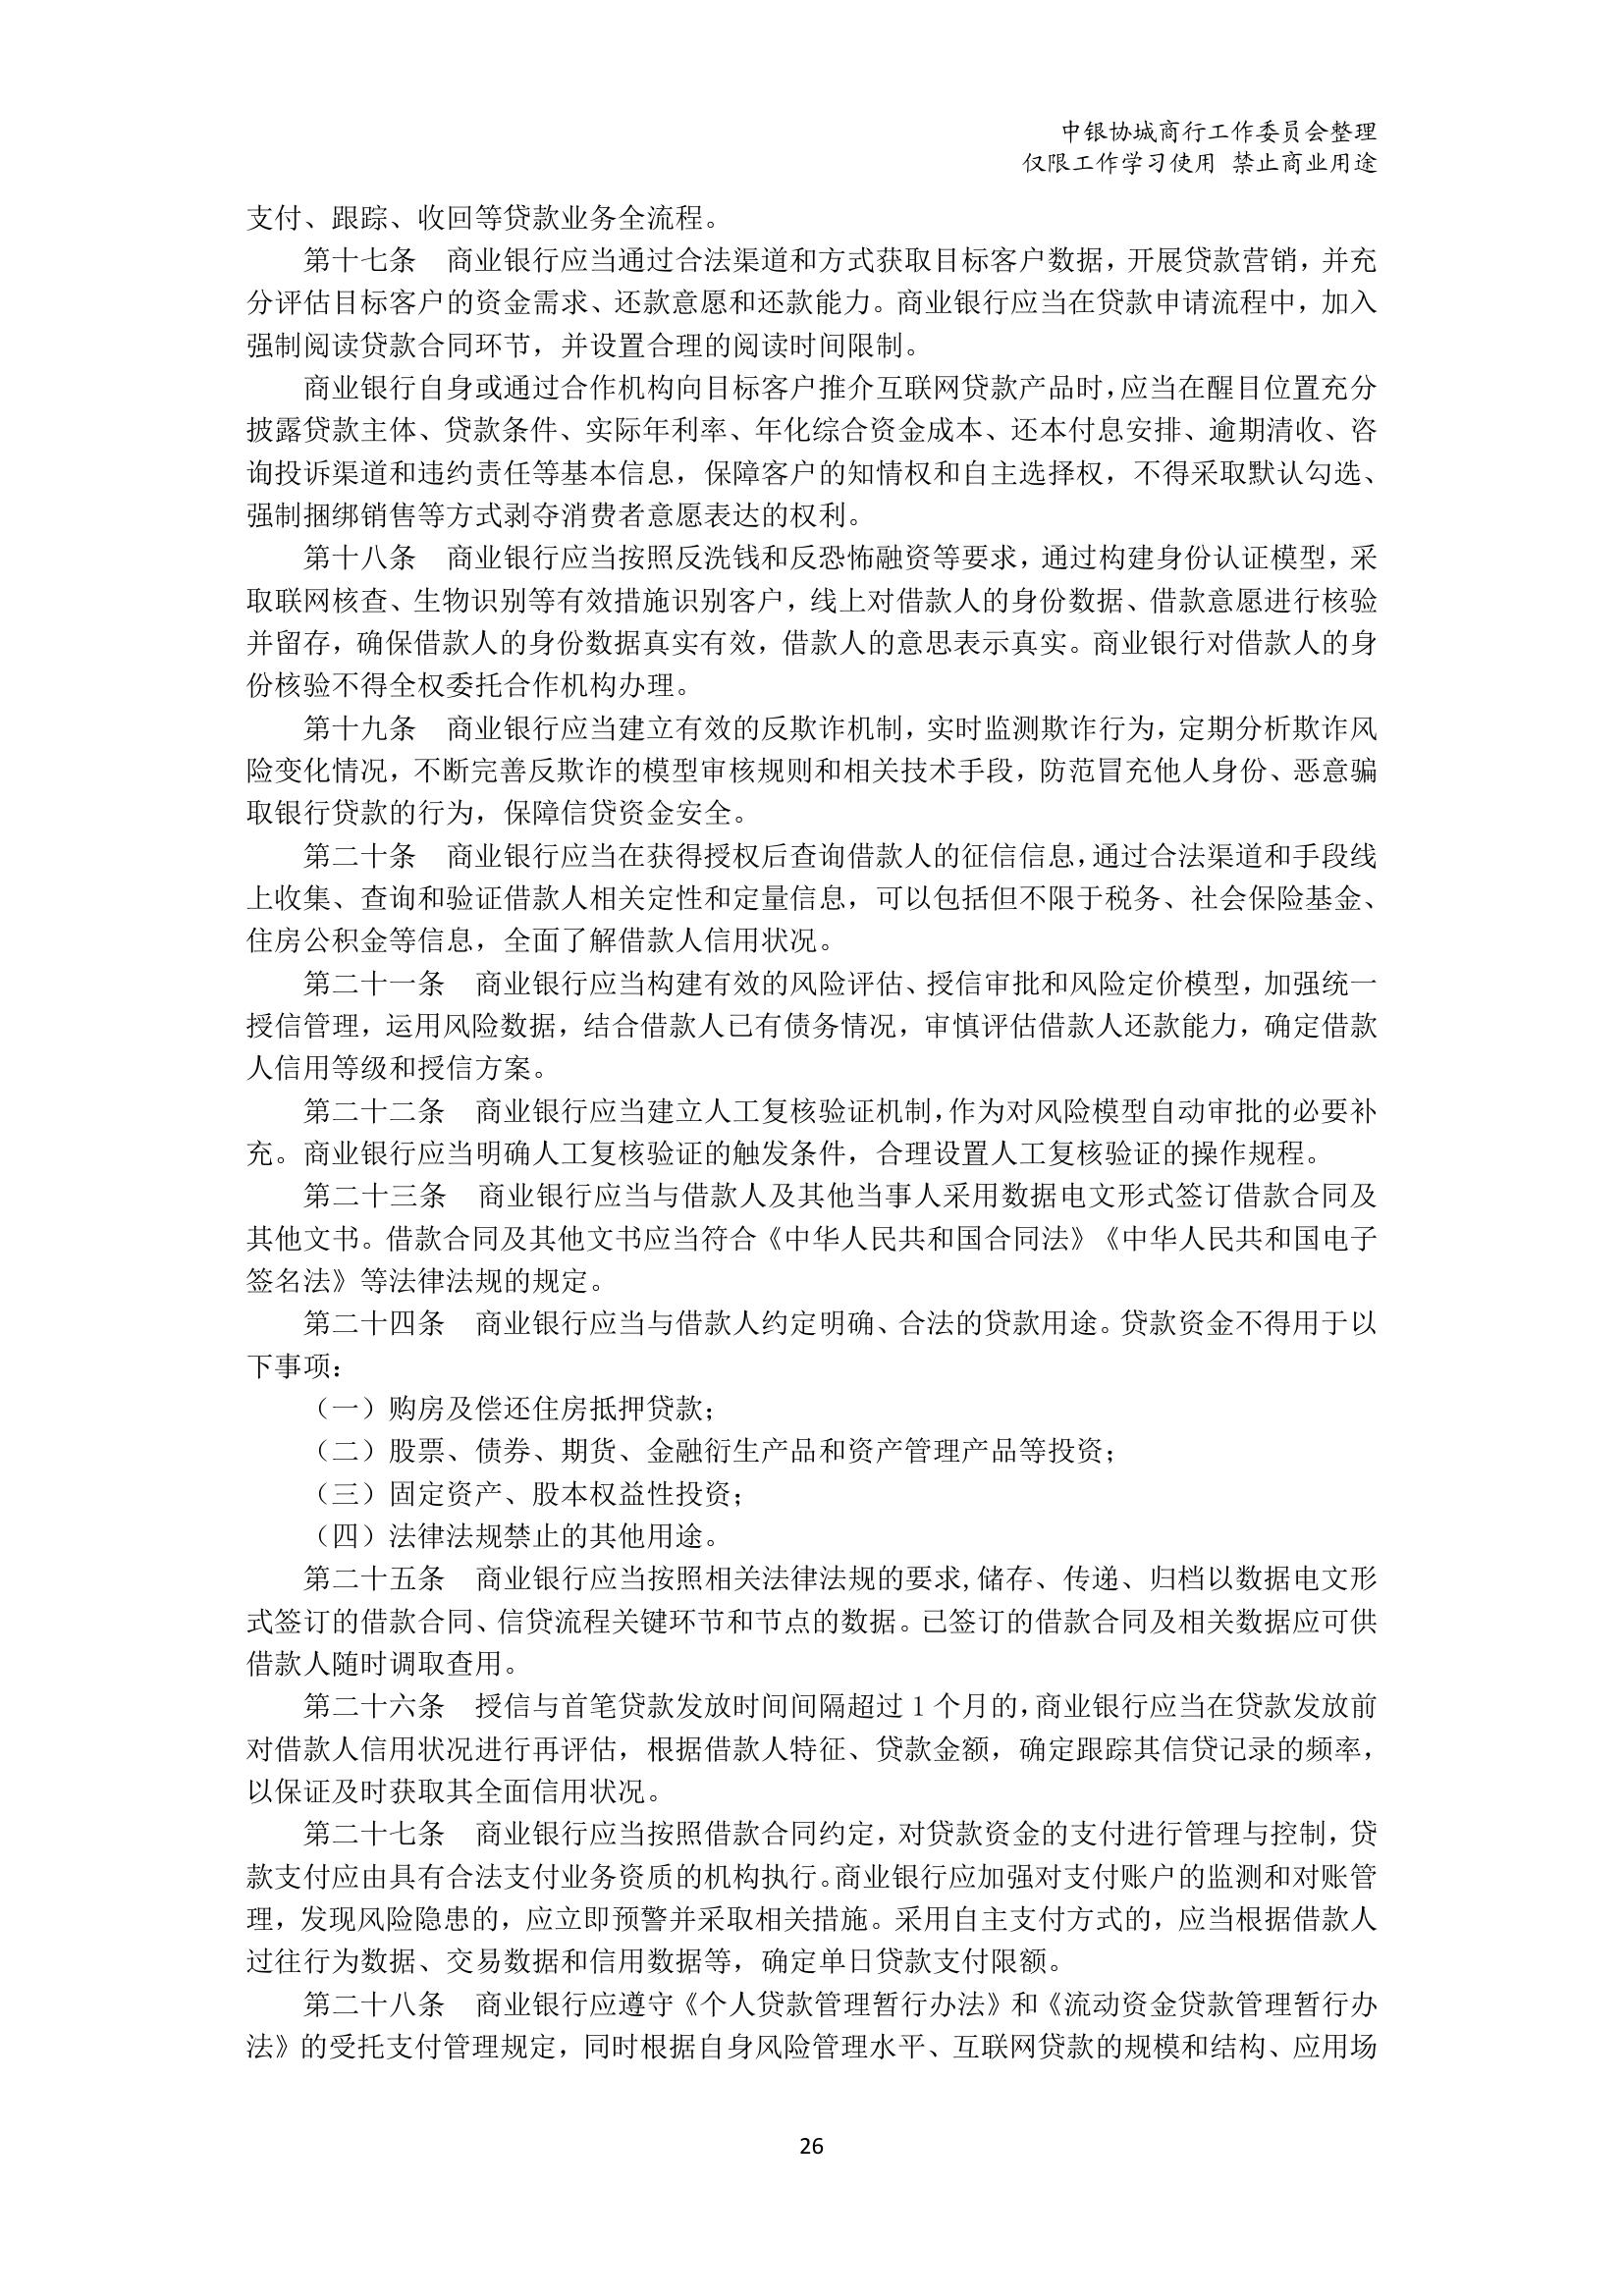 中银协城商行工作委员会整理
仅限工作学习使用 禁止商业用途
支付、跟踪、收回等贷款业务全流程。
第十七条 商业银行应当通过合法渠道和方式获取目标客户数据，开展贷款营销，并充
分评估目标客户的资金需求、还款意愿和还款能力。商业银行应当在贷款申请流程中，加入
强制阅读贷款合同环节，并设置合理的阅读时间限制。
商业银行自身或通过合作机构向目标客户推介互联网贷款产品时，应当在醒目位置充分
披露贷款主体、贷款条件、实际年利率、年化综合资金成本、还本付息安排、逾期清收、咨
询投诉渠道和违约责任等基本信息，保障客户的知情权和自主选择权，不得采取默认勾选、
强制捆绑销售等方式剥夺消费者意愿表达的权利。
第十八条 商业银行应当按照反洗钱和反恐怖融资等要求，通过构建身份认证模型，采
取联网核查、生物识别等有效措施识别客户，线上对借款人的身份数据、借款意愿进行核验
并留存，确保借款人的身份数据真实有效，借款人的意思表示真实。商业银行对借款人的身
份核验不得全权委托合作机构办理。
第十九条 商业银行应当建立有效的反欺诈机制，实时监测欺诈行为，定期分析欺诈风
险变化情况，不断完善反欺诈的模型审核规则和相关技术手段，防范冒充他人身份、恶意骗
取银行贷款的行为，保障信贷资金安全。
第二十条 商业银行应当在获得授权后查询借款人的征信信息，通过合法渠道和手段线
上收集、查询和验证借款人相关定性和定量信息，可以包括但不限于税务、社会保险基金、
住房公积金等信息，全面了解借款人信用状况。
第二十一条 商业银行应当构建有效的风险评估、授信审批和风险定价模型，加强统一
授信管理，运用风险数据，结合借款人已有债务情况，审慎评估借款人还款能力，确定借款
人信用等级和授信方案。
第二十二条 商业银行应当建立人工复核验证机制，作为对风险模型自动审批的必要补
充。商业银行应当明确人工复核验证的触发条件，合理设置人工复核验证的操作规程。
第二十三条 商业银行应当与借款人及其他当事人采用数据电文形式签订借款合同及
其他文书。借款合同及其他文书应当符合《中华人民共和国合同法》《中华人民共和国电子
签名法》等法律法规的规定。
第二十四条 商业银行应当与借款人约定明确、合法的贷款用途。贷款资金不得用于以
下事项：
（一）购房及偿还住房抵押贷款；
（二）股票、债券、期货、金融衍生产品和资产管理产品等投资；
（三）固定资产、股本权益性投资；
（四）法律法规禁止的其他用途。
第二十五条 商业银行应当按照相关法律法规的要求,储存、传递、归档以数据电文形
式签订的借款合同、信贷流程关键环节和节点的数据。已签订的借款合同及相关数据应可供
借款人随时调取查用。
第二十六条 授信与首笔贷款发放时间间隔超过 1 个月的，商业银行应当在贷款发放前
对借款人信用状况进行再评估，根据借款人特征、贷款金额，确定跟踪其信贷记录的频率，
以保证及时获取其全面信用状况。
第二十七条 商业银行应当按照借款合同约定，对贷款资金的支付进行管理与控制，贷
款支付应由具有合法支付业务资质的机构执行。商业银行应加强对支付账户的监测和对账管
理，发现风险隐患的，应立即预警并采取相关措施。采用自主支付方式的，应当根据借款人
过往行为数据、交易数据和信用数据等，确定单日贷款支付限额。
第二十八条 商业银行应遵守《个人贷款管理暂行办法》和《流动资金贷款管理暂行办
法》的受托支付管理规定，同时根据自身风险管理水平、互联网贷款的规模和结构、应用场
26